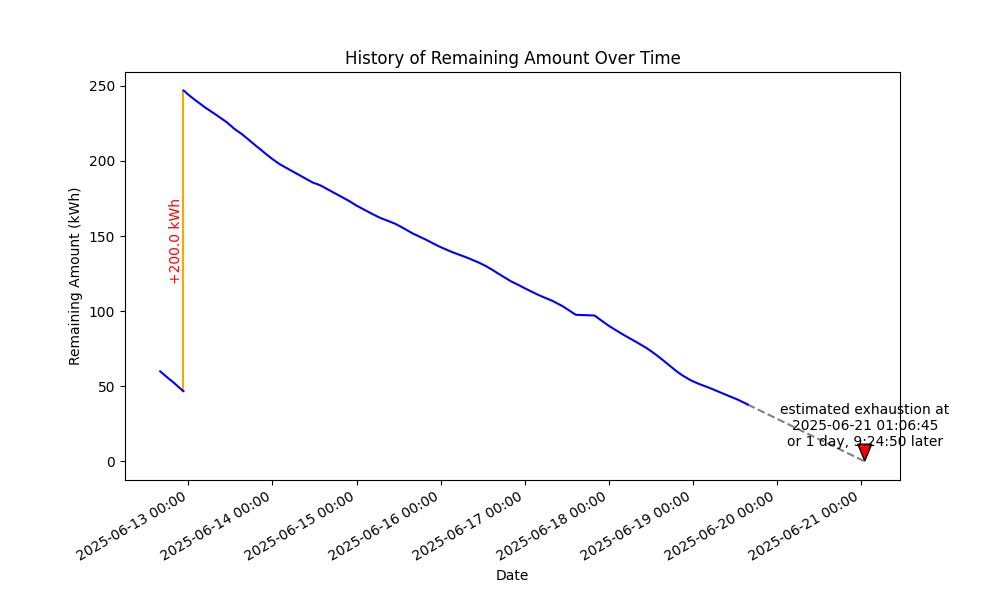 History of Remaining Amount Over Time
Remaining Amount (kWh)
250
200
150
100
50
0
+200.0 kWh
estimated exhaustion at
2025-06-21 01:06:45
or 1 day, 9:24:50 later
2025-06-13 00:00
2025-06-14 00:00
2025-06-15 00:00
2025-06-16 00:00
2025-06-17 00:00
2025-06-18 00:00
2025-06-19 00:00
2025-06-20 00:00
2025-06-21 00:00
Date